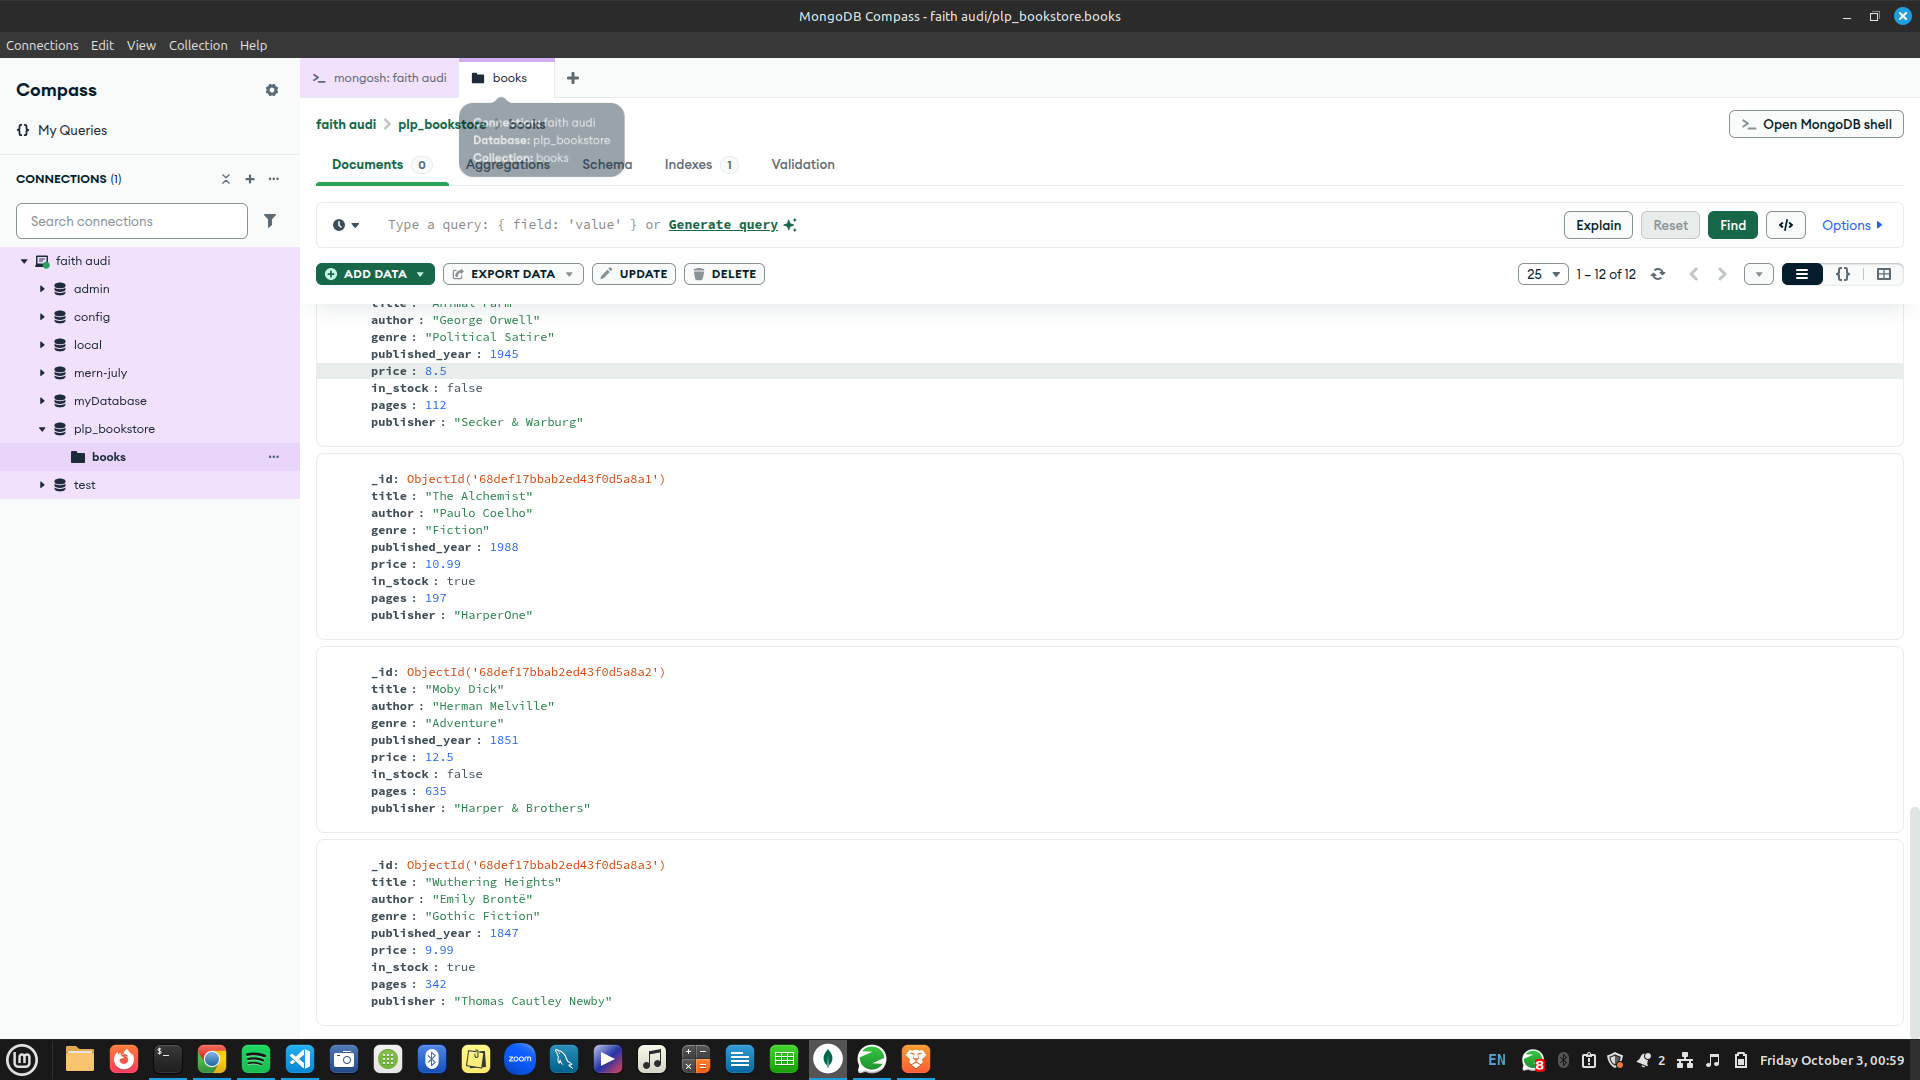 MongoDB Compass - faith audi/plp_bookstore.books
Connections Edit View Collection Help
Compass
{} My Queries
CONNECTIONS (1)
Search connections
faith audi
admin
config
local
mern-july
myDatabase
plp_bookstore
books
test
>_ mongosh: faith audi
books
faith audi > plp_bookstore > books
Connection: faith audi
Database: plp_bookstore
Collection: books
>_ Open MongoDB shell
Documents 0 Aggregations Schema Indexes 1 Validation
Type a query: { field: 'value' } or Generate query
Explain Reset Find </> Options
ADD DATA EXPORT DATA UPDATE DELETE
25 1 – 12 of 12 {}
title : "Animal Farm"
author : "George Orwell"
genre : "Political Satire"
published_year : 1945
price : 8.5
in_stock : false
pages : 112
publisher : "Secker & Warburg"
_id: ObjectId('68def17bbab2ed43f0d5a8a1')
title : "The Alchemist"
author : "Paulo Coelho"
genre : "Fiction"
published_year : 1988
price : 10.99
in_stock : true
pages : 197
publisher : "HarperOne"
_id: ObjectId('68def17bbab2ed43f0d5a8a2')
title : "Moby Dick"
author : "Herman Melville"
genre : "Adventure"
published_year : 1851
price : 12.5
in_stock : false
pages : 635
publisher : "Harper & Brothers"
_id: ObjectId('68def17bbab2ed43f0d5a8a3')
title : "Wuthering Heights"
author : "Emily Brontë"
genre : "Gothic Fiction"
published_year : 1847
price : 9.99
in_stock : true
pages : 342
publisher : "Thomas Cautley Newby"
zoom
EN 8 2 Friday October 3, 00:59